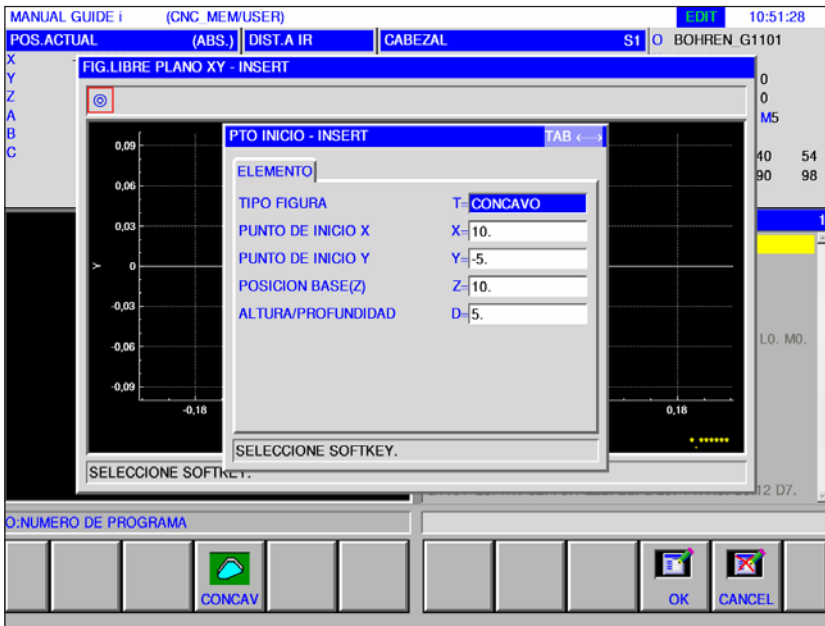 MANUAL GUIDE i (CNC_MEM/USER) EDIT 10:51:28
POS.ACTUAL (ABS.) DIST.A IR CABEZAL S1 O BOHREN_G1101
X
Y
Z
A
B
C
0
0
M5
40 54
90 98
FIG.LIBRE PLANO XY - INSERT
0,09
0,06
0,03
0
-0,03
-0,06
-0,09
Y
-0,18
0,18
*.******
PTO INICIO - INSERT TAB ⟷
ELEMENTO
TIPO FIGURA T=CONCAVO
PUNTO DE INICIO X X=10.
PUNTO DE INICIO Y Y=-5.
POSICION BASE(Z) Z=10.
ALTURA/PROFUNDIDAD D=5.
SELECCIONE SOFTKEY.
1
L0. M0.
12 D7.
O:NUMERO DE PROGRAMA
CONCAV
OK
CANCEL